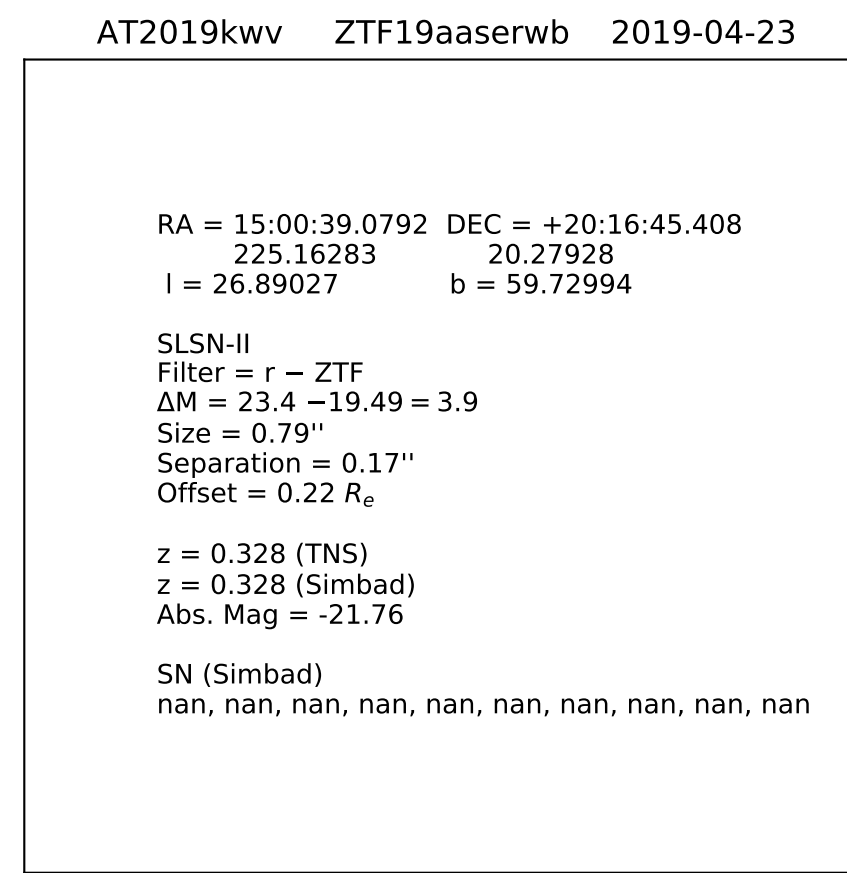 AT2019kwv ZTF19aaserwb 2019-04-23
RA = 15:00:39.0792 DEC = +20:16:45.408
225.16283 20.27928
l = 26.89027 b = 59.72994
SLSN-II
Filter = r − ZTF
ΔM = 23.4 −19.49 = 3.9
Size = 0.79''
Separation = 0.17''
Offset = 0.22 Re
z = 0.328 (TNS)
z = 0.328 (Simbad)
Abs. Mag = -21.76
SN (Simbad)
nan, nan, nan, nan, nan, nan, nan, nan, nan, nan